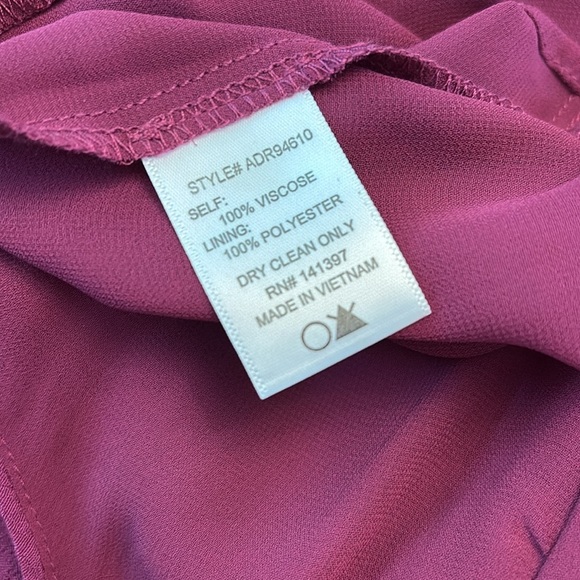 STYLE# ADR94610
SELF:
100% VISCOSE
LINING:
100% POLYESTER
DRY CLEAN ONLY
RN# 141397
MADE IN VIETNAM